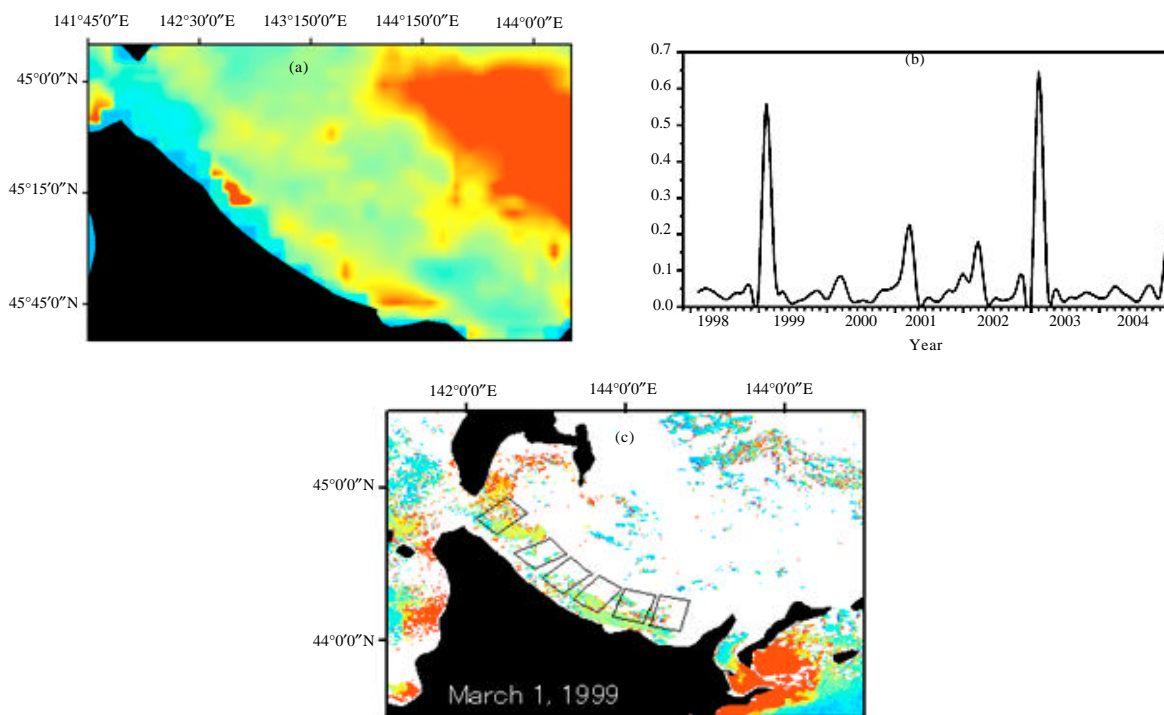 141°45′0″E 142°30′0″E 143°150′0″E 144°150′0″E 144°0′0″E
(a)
45°0′0″N
45°15′0″N
45°45′0″N
(b)
0.7
0.6
0.5
0.4
0.3
0.2
0.1
0.0
1998 1999 2000 2001 2002 2003 2004
Year
142°0′0″E 144°0′0″E 144°0′0″E
(c)
45°0′0″N
44°0′0″N
March 1, 1999